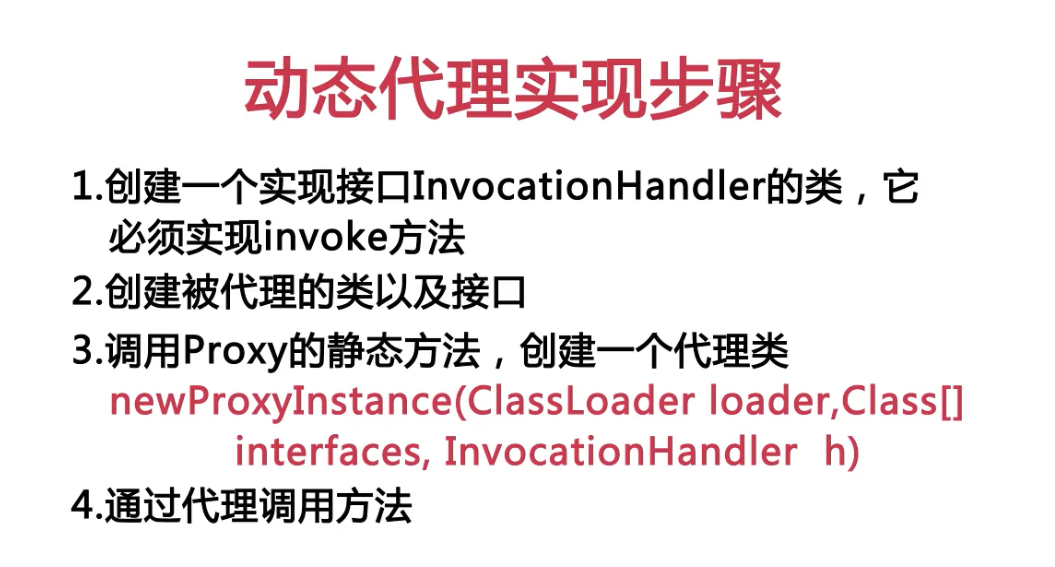 动态代理实现步骤
1.创建一个实现接口InvocationHandler的类，它
必须实现invoke方法
2.创建被代理的类以及接口
3.调用Proxy的静态方法，创建一个代理类
newProxyInstance(ClassLoader loader,Class[]
interfaces, InvocationHandler h)
4.通过代理调用方法